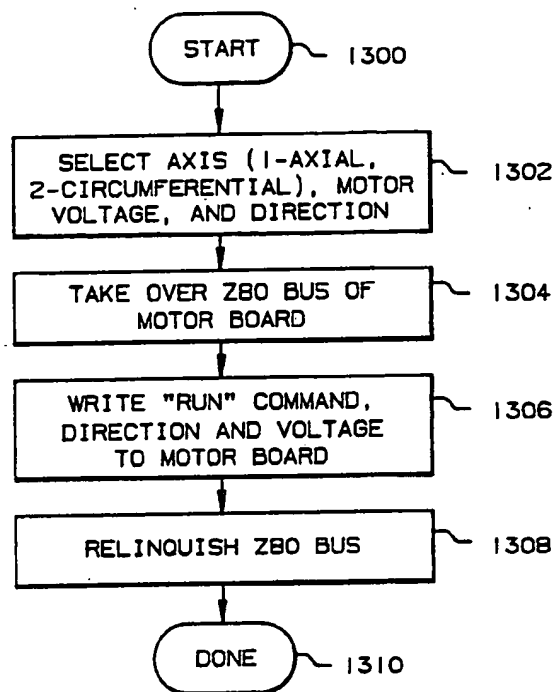 START
1300
SELECT AXIS (1-AXIAL,
2-CIRCUMFERENTIAL), MOTOR
VOLTAGE, AND DIRECTION
1302
TAKE OVER Z80 BUS OF
MOTOR BOARD
1304
WRITE "RUN" COMMAND,
DIRECTION AND VOLTAGE
TO MOTOR BOARD
1306
RELINQUISH Z80 BUS
1308
DONE
1310